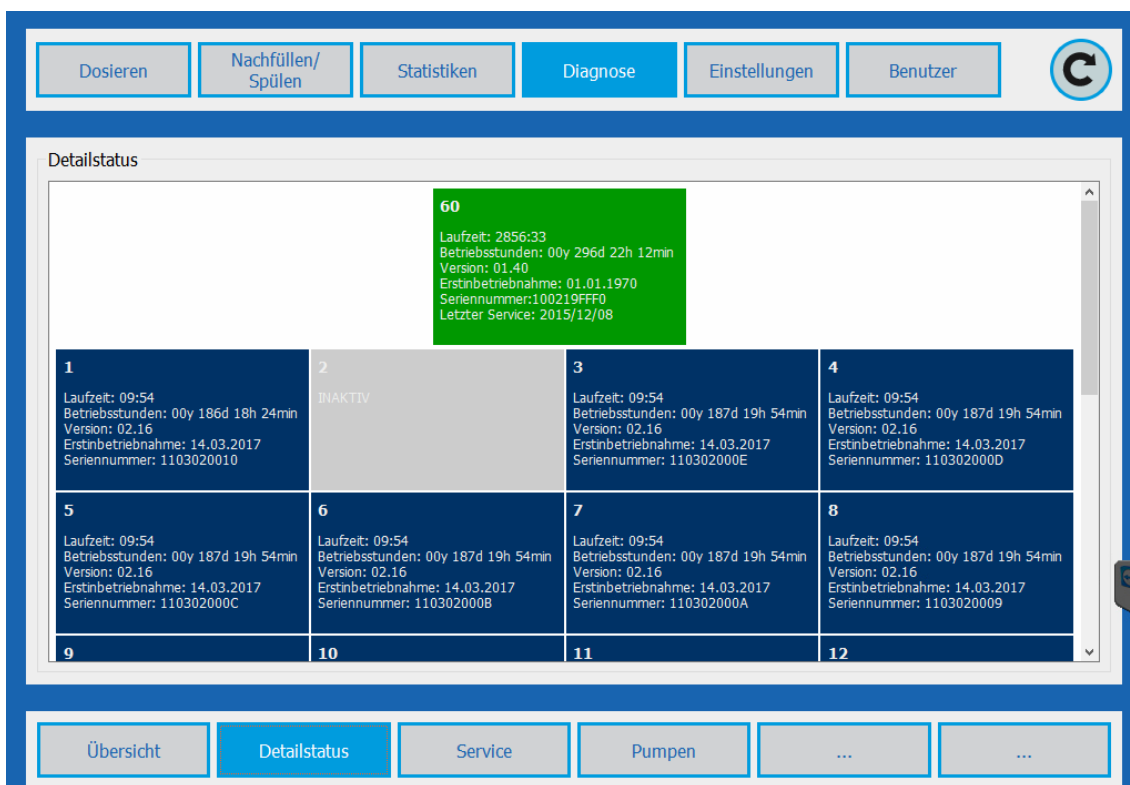 Dosieren
Nachfüllen/
Spülen
Statistiken
Diagnose
Einstellungen
Benutzer
Detailstatus
60
Laufzeit: 2856:33
Betriebsstunden: 00y 296d 22h 12min
Version: 01.40
Erstinbetriebnahme: 01.01.1970
Seriennummer:100219FFF0
Letzter Service: 2015/12/08
1
Laufzeit: 09:54
Betriebsstunden: 00y 186d 18h 24min
Version: 02.16
Erstinbetriebnahme: 14.03.2017
Seriennummer: 1103020010
2
INAKTIV
3
Laufzeit: 09:54
Betriebsstunden: 00y 187d 19h 54min
Version: 02.16
Erstinbetriebnahme: 14.03.2017
Seriennummer: 110302000E
4
Laufzeit: 09:54
Betriebsstunden: 00y 187d 19h 54min
Version: 02.16
Erstinbetriebnahme: 14.03.2017
Seriennummer: 110302000D
5
Laufzeit: 09:54
Betriebsstunden: 00y 187d 19h 54min
Version: 02.16
Erstinbetriebnahme: 14.03.2017
Seriennummer: 110302000C
6
Laufzeit: 09:54
Betriebsstunden: 00y 187d 19h 54min
Version: 02.16
Erstinbetriebnahme: 14.03.2017
Seriennummer: 110302000B
7
Laufzeit: 09:54
Betriebsstunden: 00y 187d 19h 54min
Version: 02.16
Erstinbetriebnahme: 14.03.2017
Seriennummer: 110302000A
8
Laufzeit: 09:54
Betriebsstunden: 00y 187d 19h 54min
Version: 02.16
Erstinbetriebnahme: 14.03.2017
Seriennummer: 1103020009
9
10
11
12
Übersicht
Detailstatus
Service
Pumpen
...
...